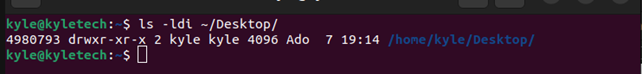 kyle@kyletech:~$ ls -ldi ~/Desktop/
4980793 drwxr-xr-x 2 kyle kyle 4096 Ado  7 19:14 /home/kyle/Desktop/
kyle@kyletech:~$